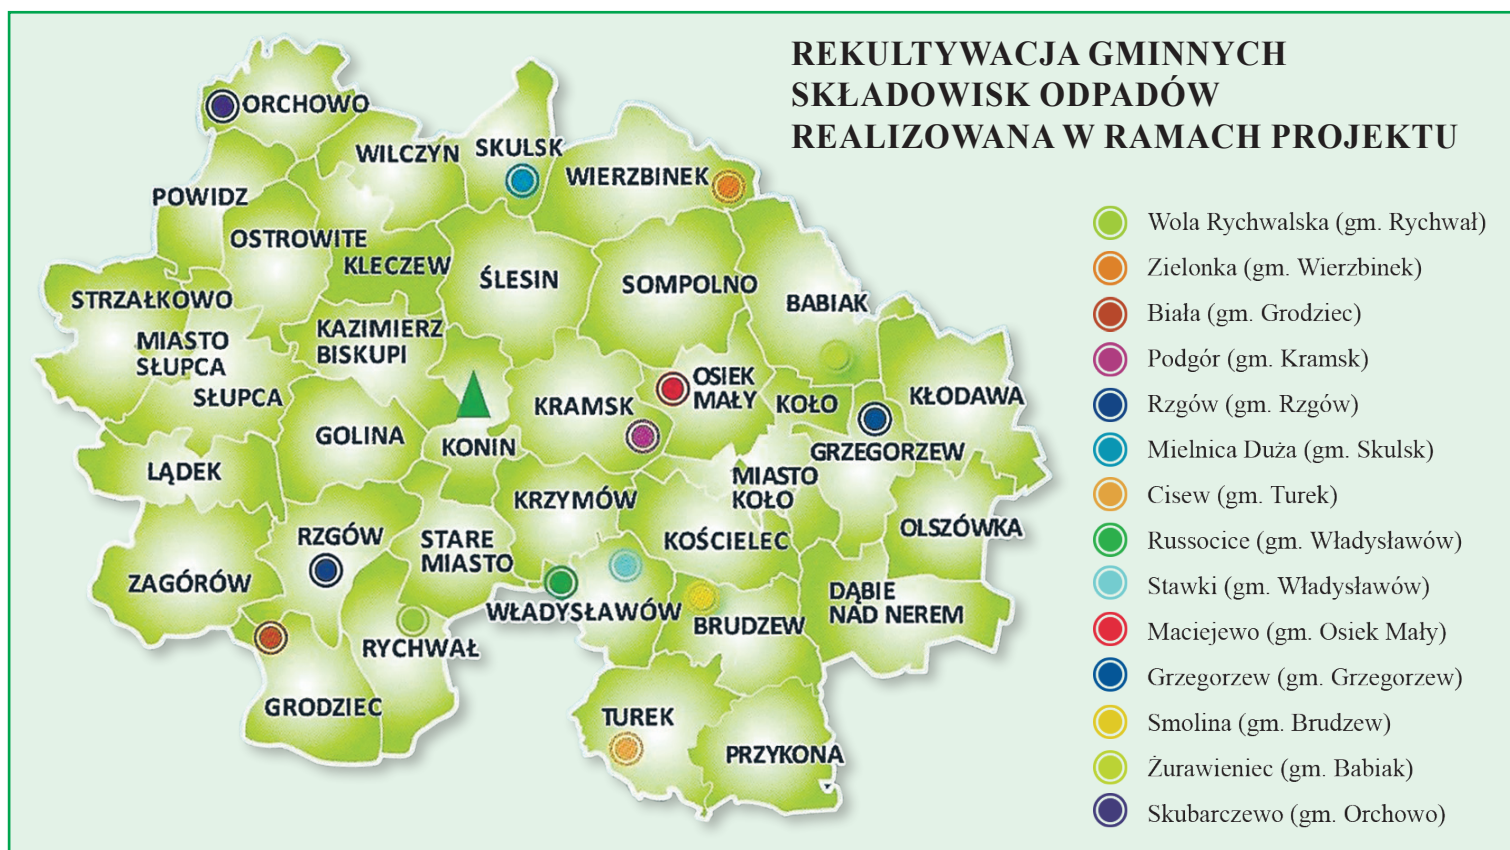 REKULTYWACJA GMINNYCH
SKŁADOWISK ODPADÓW
REALIZOWANA W RAMACH PROJEKTU
ORCHOWO
WILCZYN
SKULSK
WIERZBINEK
POWIDZ
OSTROWITE
KLECZEW
ŚLESIN
SOMPOLNO
BABIAK
STRZAŁKOWO
MIASTO
SŁUPCA
SŁUPCA
KAZIMIERZ
BISKUPI
OSIEK
MAŁY
KOŁO
KŁODAWA
KRAMSK
GOLINA
KONIN
GRZEGORZEW
LĄDEK
MIASTO
KOŁO
KRZYMÓW
RZGÓW
STARE
MIASTO
KOŚCIELEC
OLSZÓWKA
ZAGÓRÓW
WŁADYSŁAWÓW
BRUDZEW
DĄBIE
NAD NEREM
RYCHWAŁ
GRODZIEC
TUREK
PRZYKONA
Wola Rychwalska (gm. Rychwał)
Zielonka (gm. Wierzbinek)
Biała (gm. Grodziec)
Podgór (gm. Kramsk)
Rzgów (gm. Rzgów)
Mielnica Duża (gm. Skulsk)
Cisew (gm. Turek)
Russocice (gm. Władysławów)
Stawki (gm. Władysławów)
Maciejewo (gm. Osiek Mały)
Grzegorzew (gm. Grzegorzew)
Smolina (gm. Brudzew)
Żurawieniec (gm. Babiak)
Skubarczewo (gm. Orchowo)